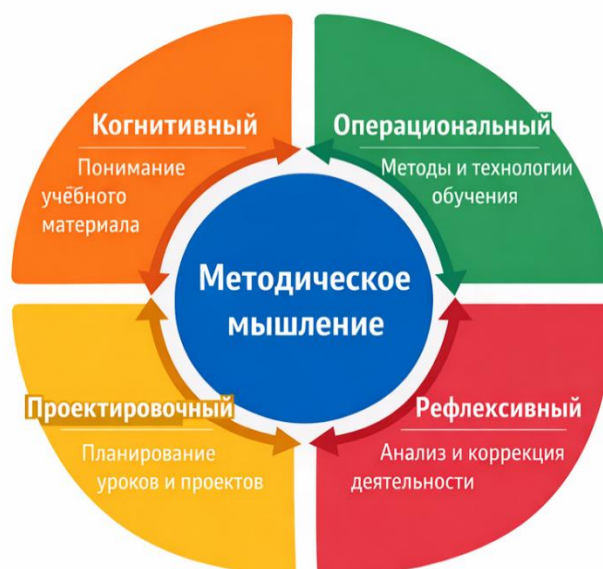 Когнитивный
Понимание
учебного
материала
Операциональный
Методы и технологии
обучения
Методическое
мышление
Проектировочный
Планирование
уроков и проектов
Рефлексивный
Анализ и коррекция
деятельности